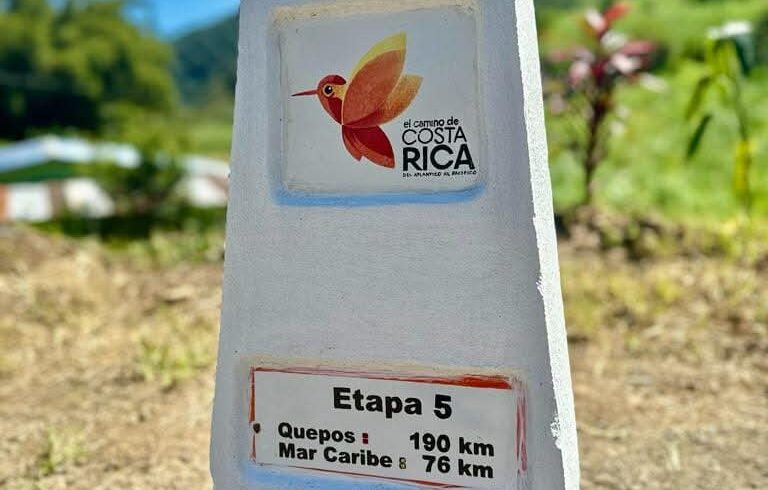 el camino de
COSTA
RICA
DEL ATLÁNTICO AL PACÍFICO
Etapa 5
Quepos : 190 km
Mar Caribe : 76 km